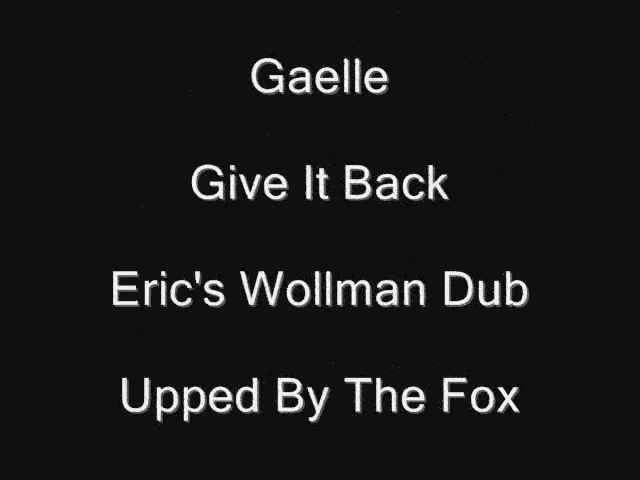 Gaelle
Give It Back
Eric's Wollman Dub
Upped By The Fox